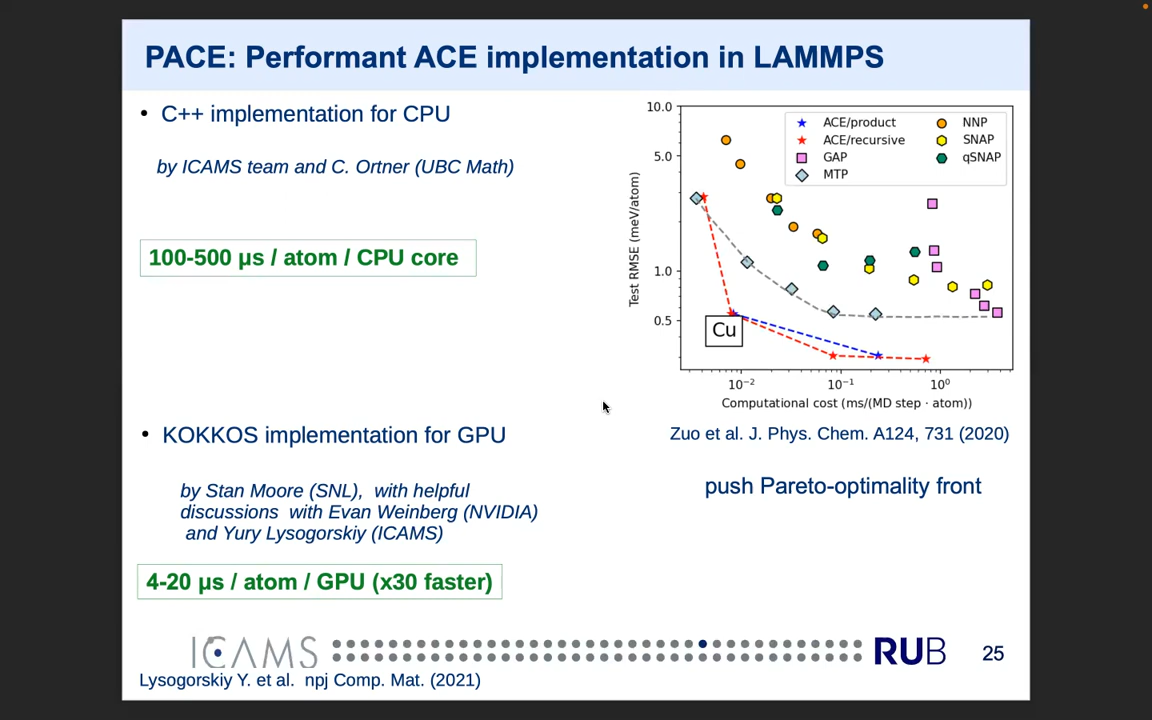 PACE: Performant ACE implementation in LAMMPS
• C++ implementation for CPU
by ICAMS team and C. Ortner (UBC Math)
100-500 μs / atom / CPU core
• KOKKOS implementation for GPU
by Stan Moore (SNL), with helpful
discussions with Evan Weinberg (NVIDIA)
and Yury Lysogorskiy (ICAMS)
4-20 μs / atom / GPU (x30 faster)
10.0
5.0
1.0
0.5
Test RMSE (meV/atom)
ACE/product
ACE/recursive
GAP
MTP
NNP
SNAP
qSNAP
Cu
10⁻² 10⁻¹ 10⁰
Computational cost (ms/(MD step · atom))
Zuo et al. J. Phys. Chem. A124, 731 (2020)
push Pareto-optimality front
ICAMS
RUB
25
Lysogorskiy Y. et al. npj Comp. Mat. (2021)